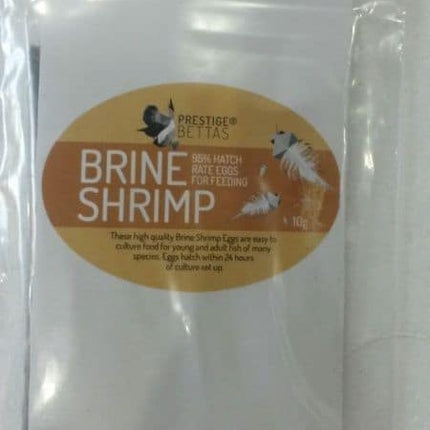 PRESTIGE®
BETTAS
BRINE
SHRIMP
95% HATCH
RATE EGGS
FOR FEEDING
10g
These high quality Brine Shrimp Eggs are easy to
culture food for young and adult fish of many
species. Eggs hatch within 24 hours
of culture set up.